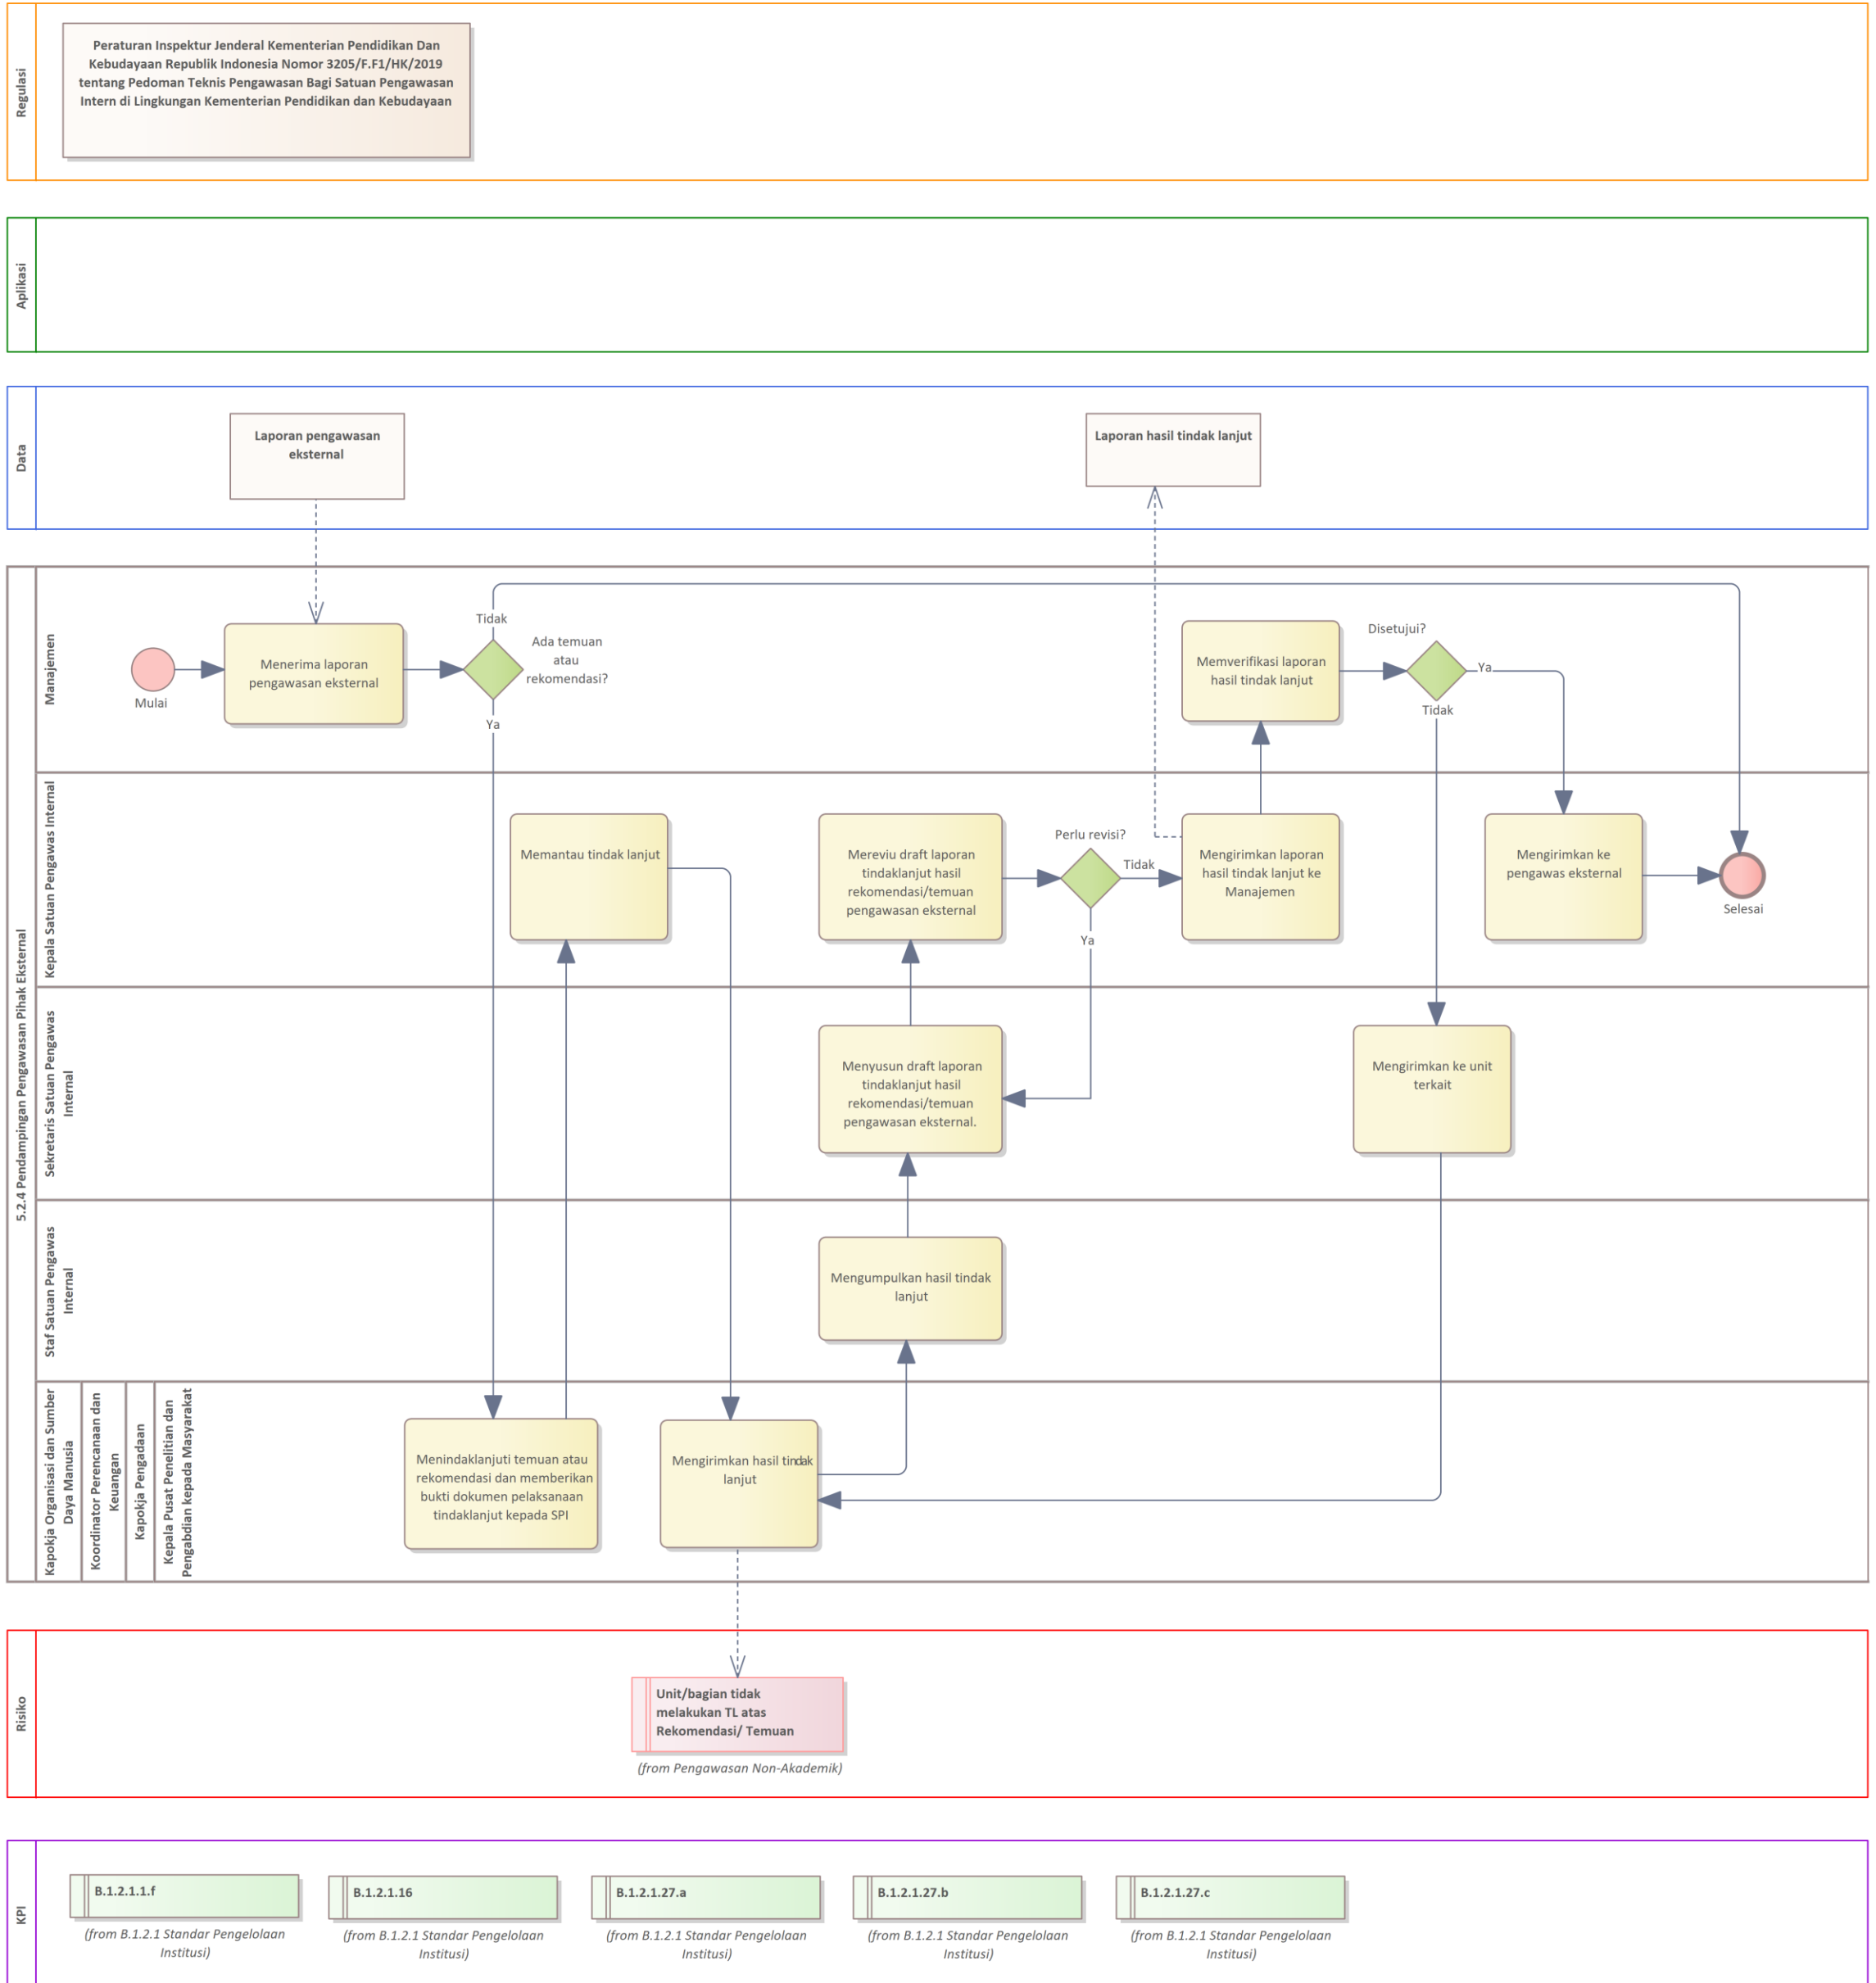 Regulasi
Peraturan Inspektur Jenderal Kementerian Pendidikan Dan
Kebudayaan Republik Indonesia Nomor 3205/F.F1/HK/2019
tentang Pedoman Teknis Pengawasan Bagi Satuan Pengawasan
Intern di Lingkungan Kementerian Pendidikan dan Kebudayaan
Aplikasi
Data
Laporan pengawasan
eksternal
Laporan hasil tindak lanjut
5.2.4 Pendampingan Pengawasan Pihak Eksternal
Manajemen
Mulai
Menerima laporan
pengawasan eksternal
Tidak
Ada temuan
atau
rekomendasi?
Ya
Memverifikasi laporan
hasil tindak lanjut
Disetujui?
Ya
Tidak
Kepala Satuan Pengawas Internal
Memantau tindak lanjut
Mereviu draft laporan
tindaklanjut hasil
rekomendasi/temuan
pengawasan eksternal
Perlu revisi?
Tidak
Ya
Mengirimkan laporan
hasil tindak lanjut ke
Manajemen
Mengirimkan ke
pengawas eksternal
Selesai
Sekretaris Satuan Pengawas
Internal
Menyusun draft laporan
tindaklanjut hasil
rekomendasi/temuan
pengawasan eksternal.
Mengirimkan ke unit
terkait
Staf Satuan Pengawas
Internal
Mengumpulkan hasil tindak
lanjut
Kapokja Organisasi dan Sumber
Daya Manusia
Koordinator Perencanaan dan
Keuangan
Kapokja Pengadaan
Kepala Pusat Penelitian dan
Pengabdian kepada Masyarakat
Menindaklanjuti temuan atau
rekomendasi dan memberikan
bukti dokumen pelaksanaan
tindaklanjut kepada SPI
Mengirimkan hasil tindak
lanjut
Risiko
Unit/bagian tidak
melakukan TL atas
Rekomendasi/ Temuan
(from Pengawasan Non-Akademik)
KPI
B.1.2.1.1.f
(from B.1.2.1 Standar Pengelolaan
Institusi)
B.1.2.1.16
(from B.1.2.1 Standar Pengelolaan
Institusi)
B.1.2.1.27.a
(from B.1.2.1 Standar Pengelolaan
Institusi)
B.1.2.1.27.b
(from B.1.2.1 Standar Pengelolaan
Institusi)
B.1.2.1.27.c
(from B.1.2.1 Standar Pengelolaan
Institusi)